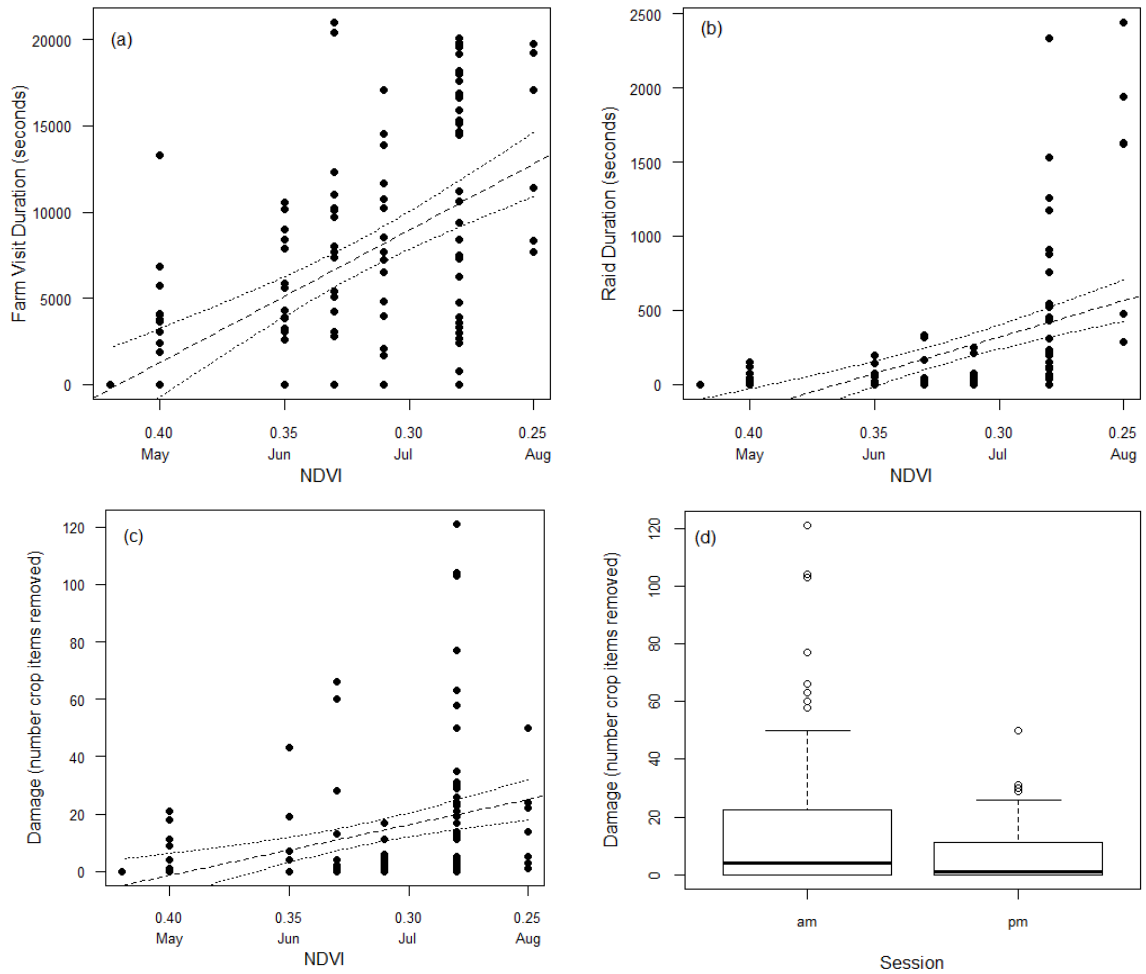 (a)
Farm Visit Duration (seconds)
20000
15000
10000
5000
0
0.40 0.35 0.30 0.25
May Jun Jul Aug
NDVI
(b)
Raid Duration (seconds)
2500
2000
1500
1000
500
0
0.40 0.35 0.30 0.25
May Jun Jul Aug
NDVI
(c)
Damage (number crop items removed)
120
100
80
60
40
20
0
0.40 0.35 0.30 0.25
May Jun Jul Aug
NDVI
(d)
Damage (number crop items removed)
120
100
80
60
40
20
0
am pm
Session